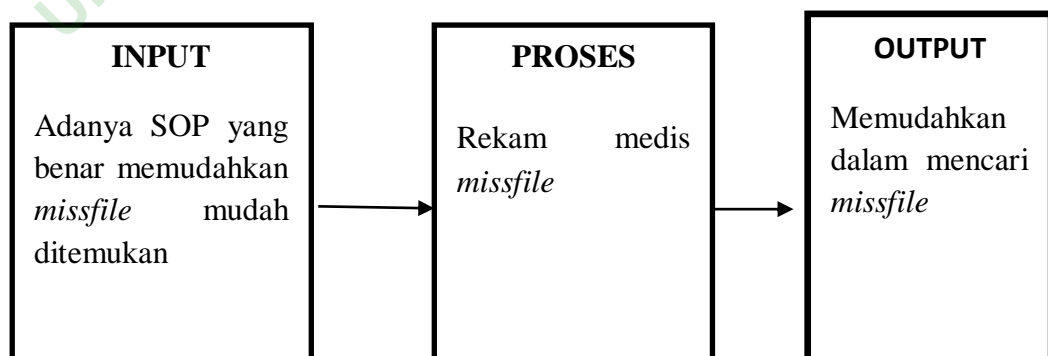 INPUT
Adanya SOP yang
benar memudahkan
missfile mudah
ditemukan
PROSES
Rekam medis
missfile
OUTPUT
Memudahkan
dalam mencari
missfile